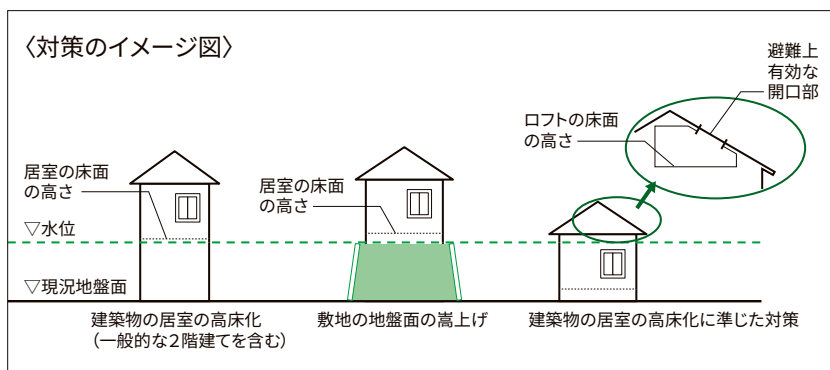 〈対策のイメージ図〉
避難上
有効な
開口部
ロフトの床面
の高さ
居室の床面
の高さ
居室の床面
の高さ
▽水位
▽現況地盤面
建築物の居室の高床化
（一般的な２階建てを含む）
敷地の地盤面の嵩上げ
建築物の居室の高床化に準じた対策